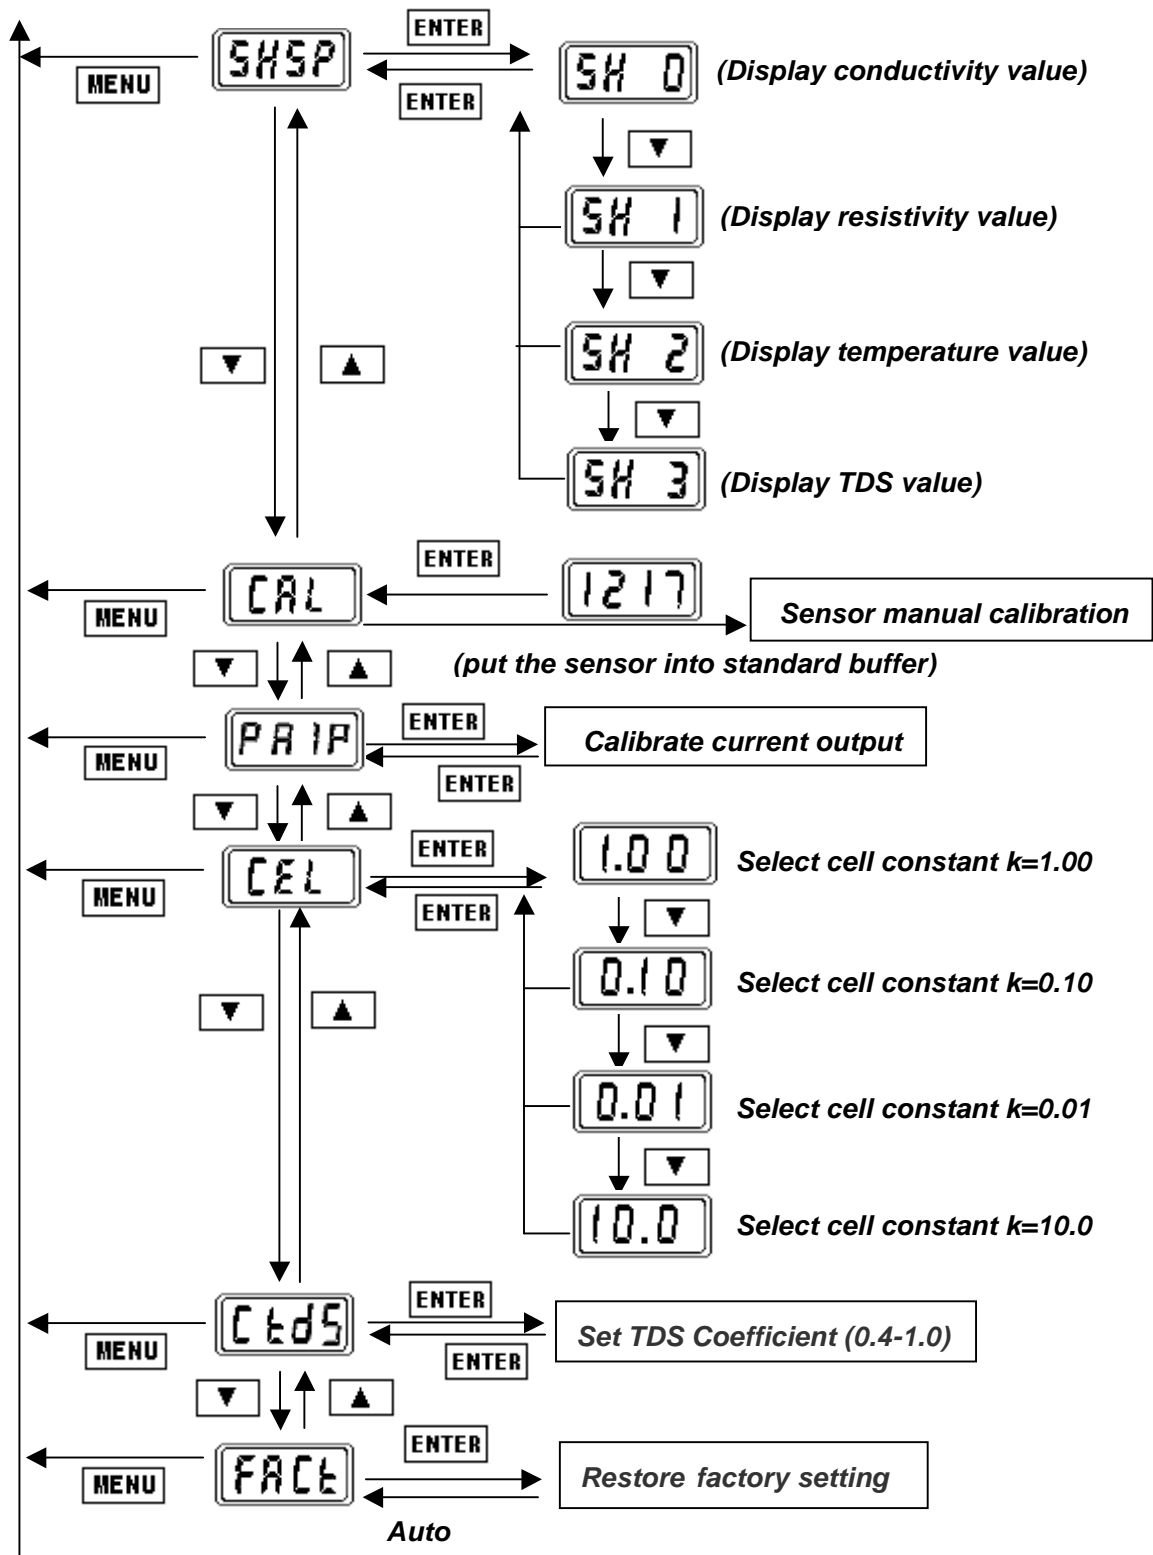 ENTER
SHSP
MENU
ENTER
SH 0
(Display conductivity value)
▼
SH 1
(Display resistivity value)
▼
SH 2
(Display temperature value)
▼
▲
▼
SH 3
(Display TDS value)
ENTER
CAL
1217
MENU
Sensor manual calibration
▼
▲
(put the sensor into standard buffer)
PA1P
ENTER
MENU
Calibrate current output
ENTER
▼
▲
CEL
ENTER
1.00
Select cell constant k=1.00
MENU
ENTER
▼
0.10
Select cell constant k=0.10
▼
▲
▼
0.01
Select cell constant k=0.01
▼
10.0
Select cell constant k=10.0
CtdS
ENTER
MENU
Set TDS Coefficient (0.4-1.0)
ENTER
▼
▲
FACt
ENTER
MENU
Restore factory setting
Auto